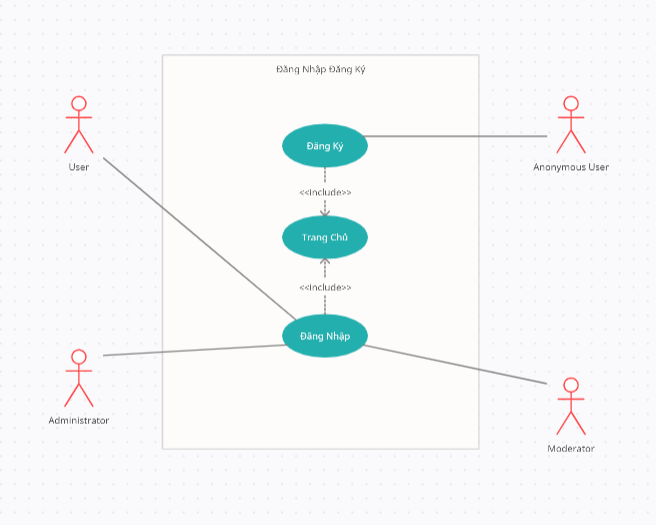 Đăng Nhập Đăng Ký
Đăng Ký
User
Anonymous User
<<Include>>
Trang Chủ
<<Include>>
Đăng Nhập
Administrator
Moderator